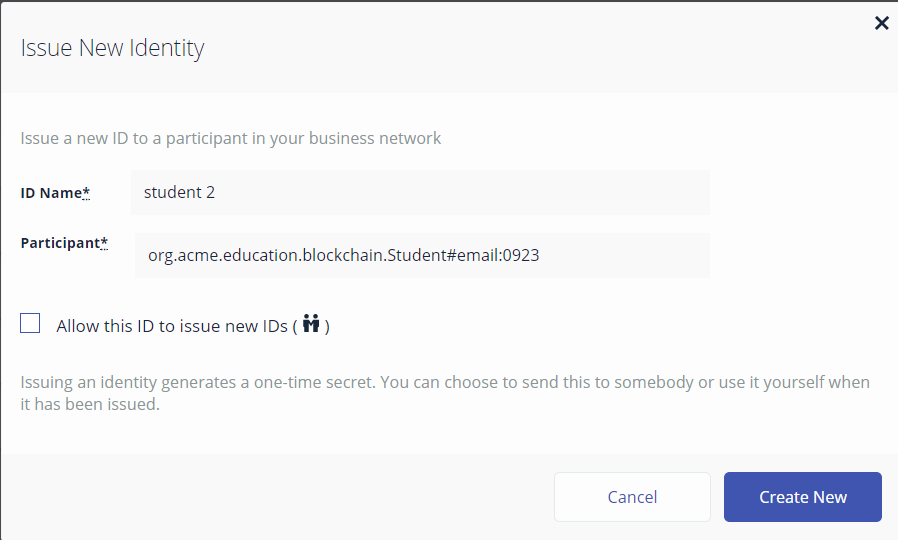 Issue New Identity
Issue a new ID to a participant in your business network
ID Name* student 2
Participant* org.acme.education.blockchain.Student#email:0923
Allow this ID to issue new IDs ( )
Issuing an identity generates a one-time secret. You can choose to send this to somebody or use it yourself when
it has been issued.
Cancel Create New